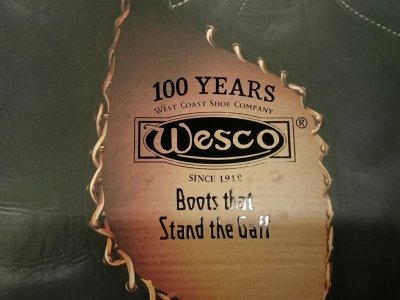 100 YEARS
WEST COAST SHOE COMPANY
Wesco®
SINCE 1918
Boots that
Stand the Gaff